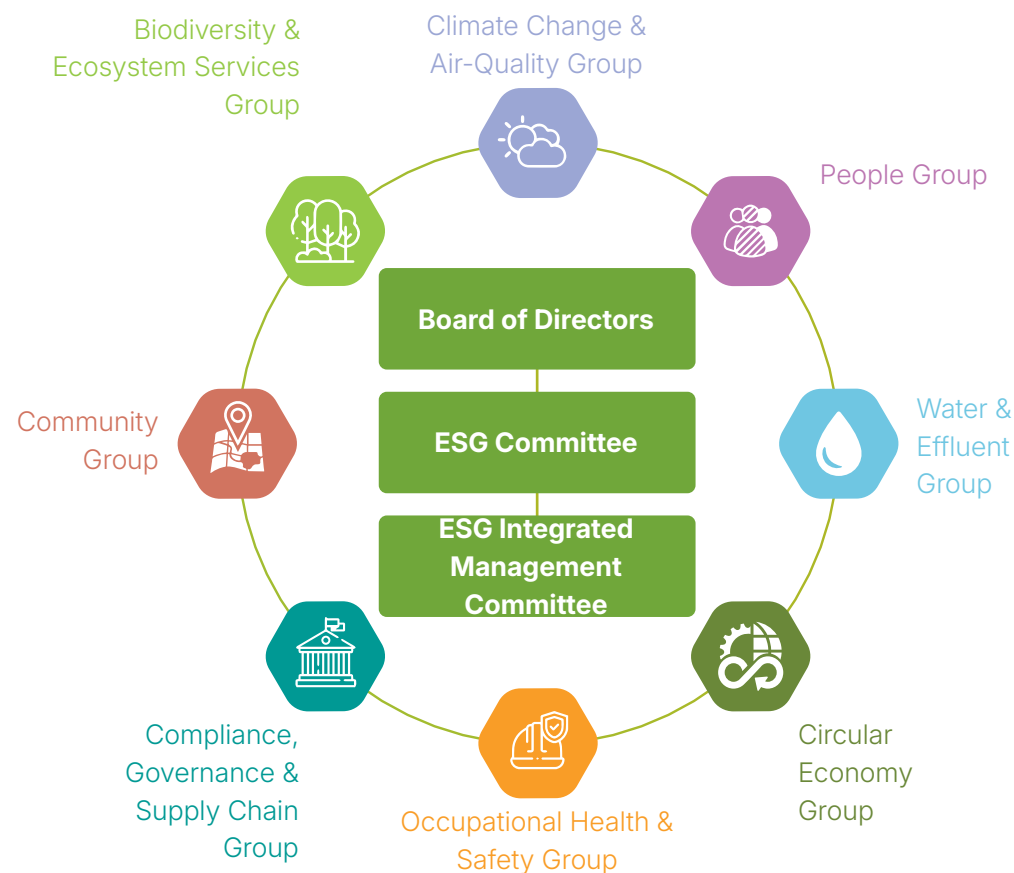 Biodiversity &
Ecosystem Services
Group
Climate Change &
Air-Quality Group
People Group
Board of Directors
ESG Committee
ESG Integrated
Management
Committee
Community
Group
Water &
Effluent
Group
Compliance,
Governance &
Supply Chain
Group
Occupational Health &
Safety Group
Circular
Economy
Group